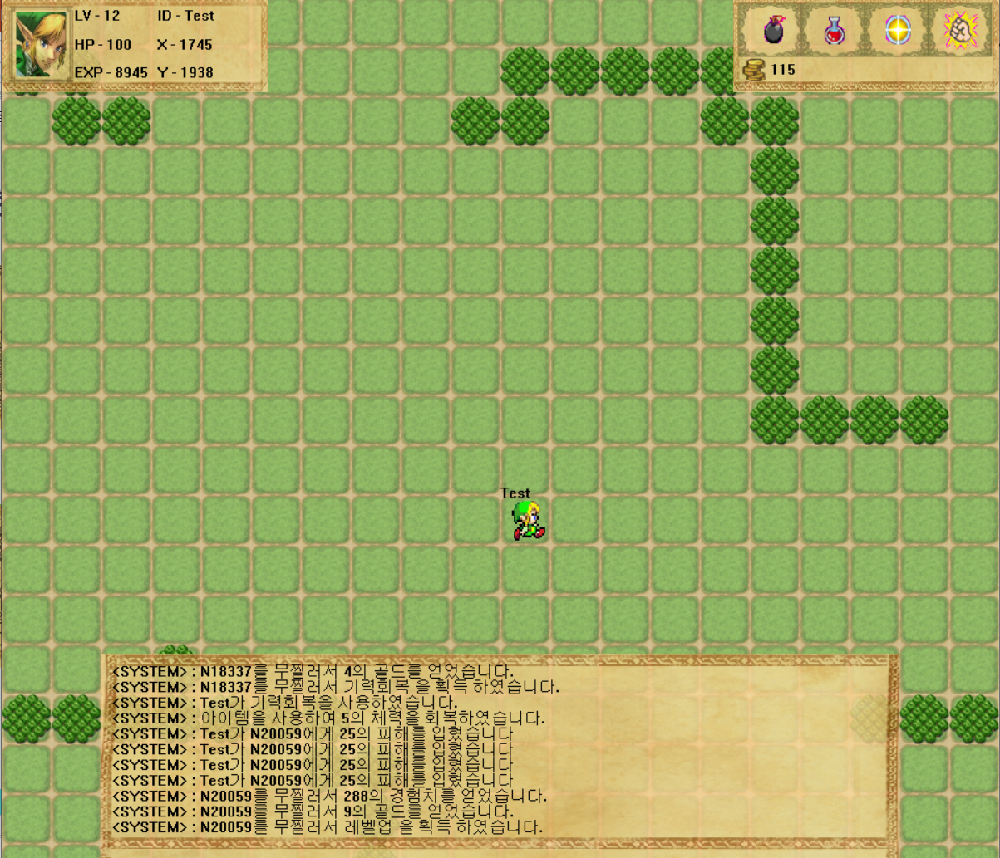 LV - 12 ID - Test
HP - 100 X - 1745
EXP - 8945 Y - 1938
115
Test
<SYSTEM> : N18337를 무찔러서 4의 골드를 얻었습니다.
<SYSTEM> : N18337를 무찔러서 기력회복 을 획득 하였습니다.
<SYSTEM> : Test가 기력회복을 사용하였습니다.
<SYSTEM> : 아이템을 사용하여 5의 체력을 회복하였습니다.
<SYSTEM> : Test가 N20059에게 25의 피해를 입혔습니다
<SYSTEM> : Test가 N20059에게 25의 피해를 입혔습니다
<SYSTEM> : Test가 N20059에게 25의 피해를 입혔습니다
<SYSTEM> : Test가 N20059에게 25의 피해를 입혔습니다
<SYSTEM> : N20059를 무찔러서 288의 경험치를 얻었습니다.
<SYSTEM> : N20059를 무찔러서 9의 골드를 얻었습니다.
<SYSTEM> : N20059를 무찔러서 레벨업 을 획득 하였습니다.